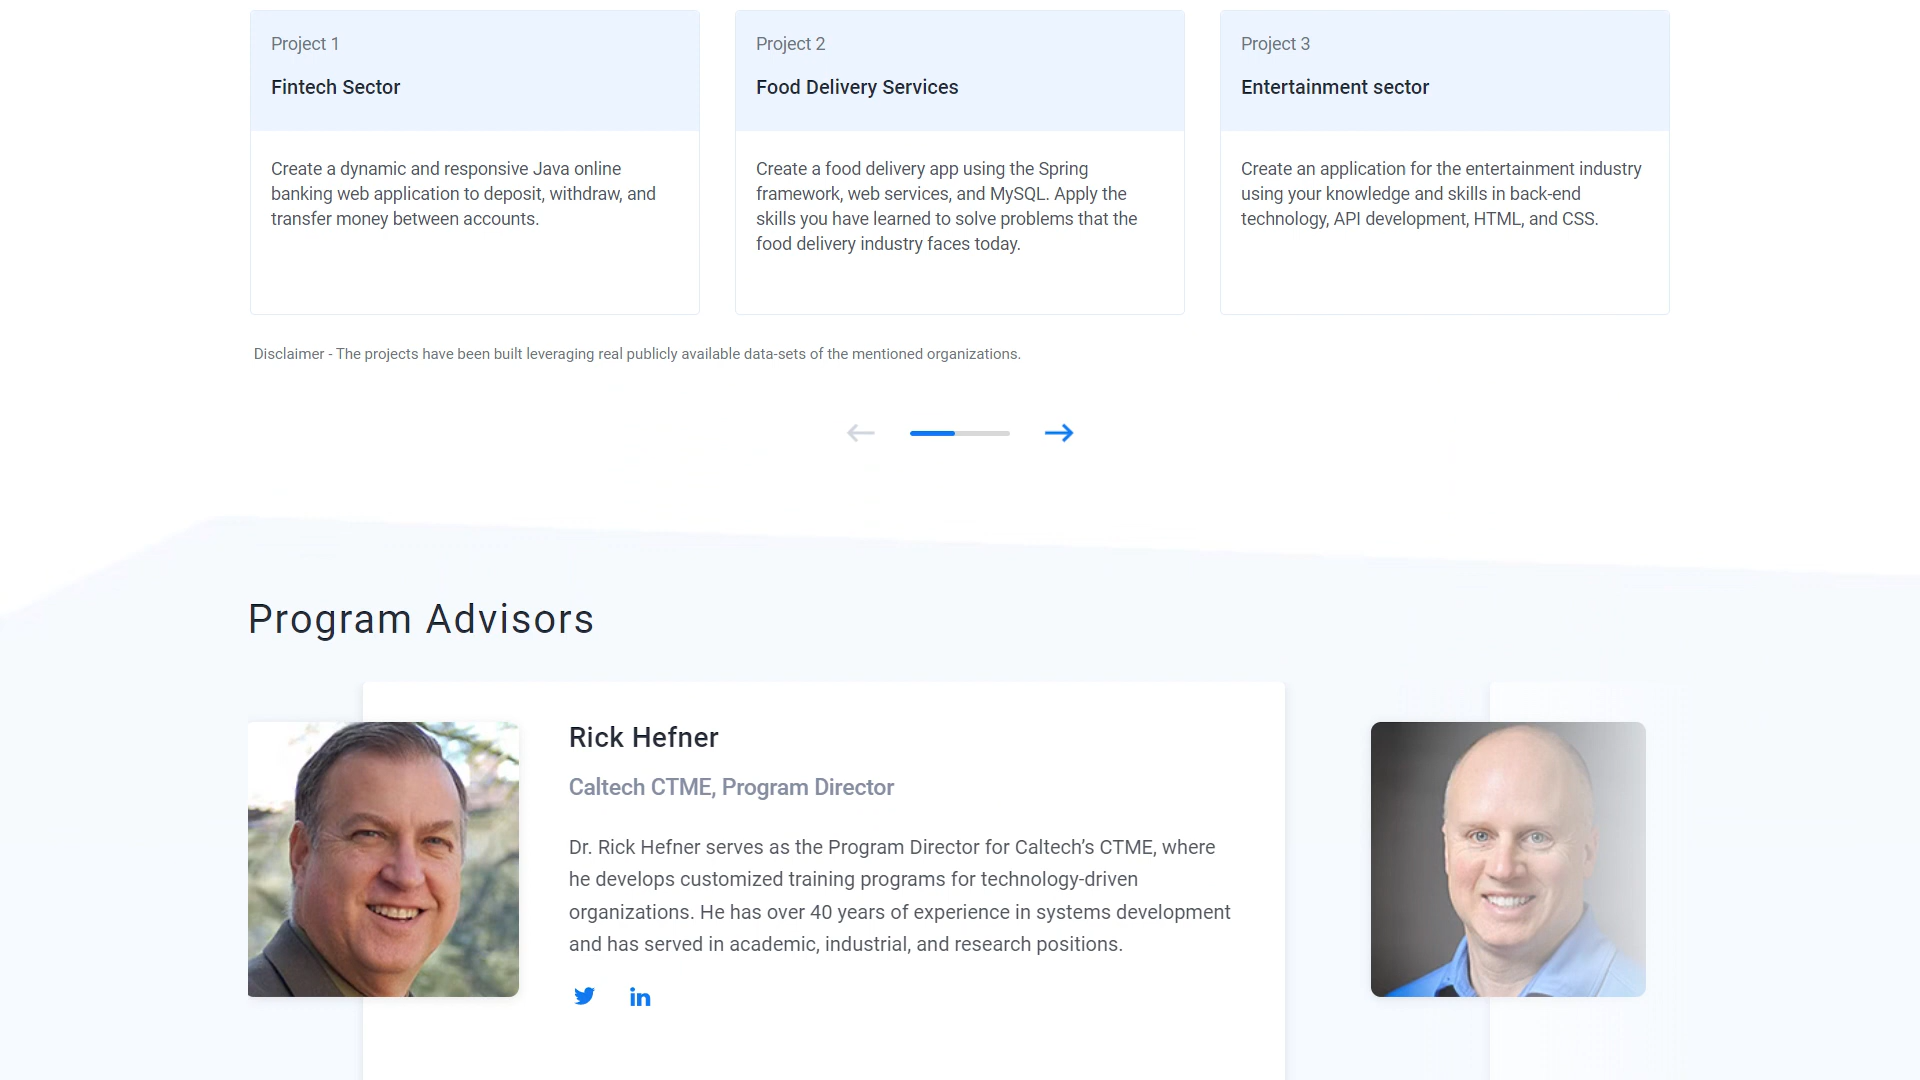 Project 1
Fintech Sector
Create a dynamic and responsive Java online
banking web application to deposit, withdraw, and
transfer money between accounts.
Project 2
Food Delivery Services
Create a food delivery app using the Spring
framework, web services, and MySQL. Apply the
skills you have learned to solve problems that the
food delivery industry faces today.
Project 3
Entertainment sector
Create an application for the entertainment industry
using your knowledge and skills in back-end
technology, API development, HTML, and CSS.
Disclaimer - The projects have been built leveraging real publicly available data-sets of the mentioned organizations.
Program Advisors
Rick Hefner
Caltech CTME, Program Director
Dr. Rick Hefner serves as the Program Director for Caltech’s CTME, where
he develops customized training programs for technology-driven
organizations. He has over 40 years of experience in systems development
and has served in academic, industrial, and research positions.